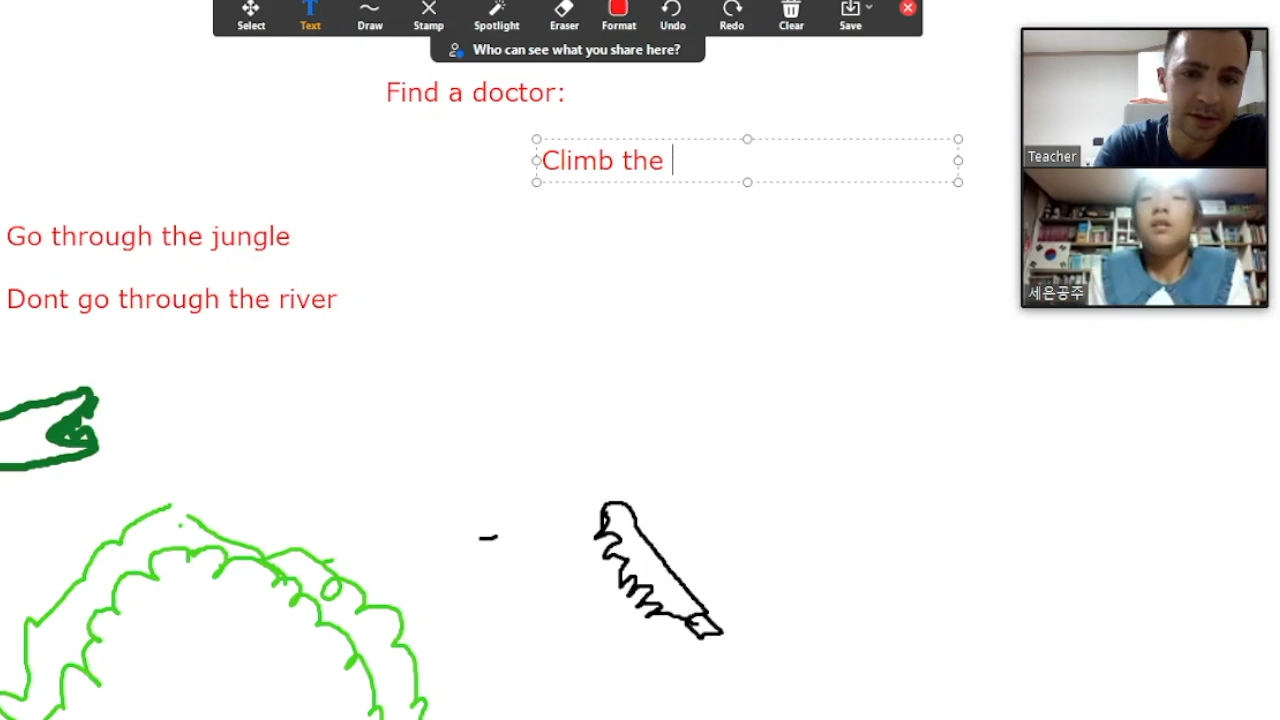 Select Text Draw Stamp Spotlight Eraser Format Undo Redo Clear Save
Who can see what you share here?
Find a doctor:
Climb the
Go through the jungle
Dont go through the river
Teacher
세은공주